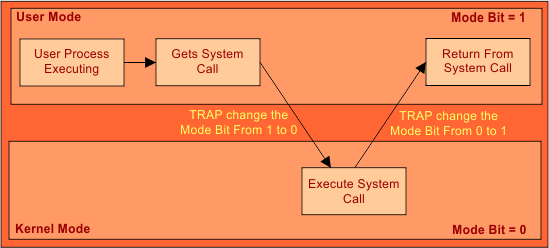 User Mode
Mode Bit = 1
User Process
Executing
Gets System
Call
Return From
System Call
TRAP change the
Mode Bit From 1 to 0
TRAP change the
Mode Bit From 0 to 1
Execute System
Call
Kernel Mode
Mode Bit = 0